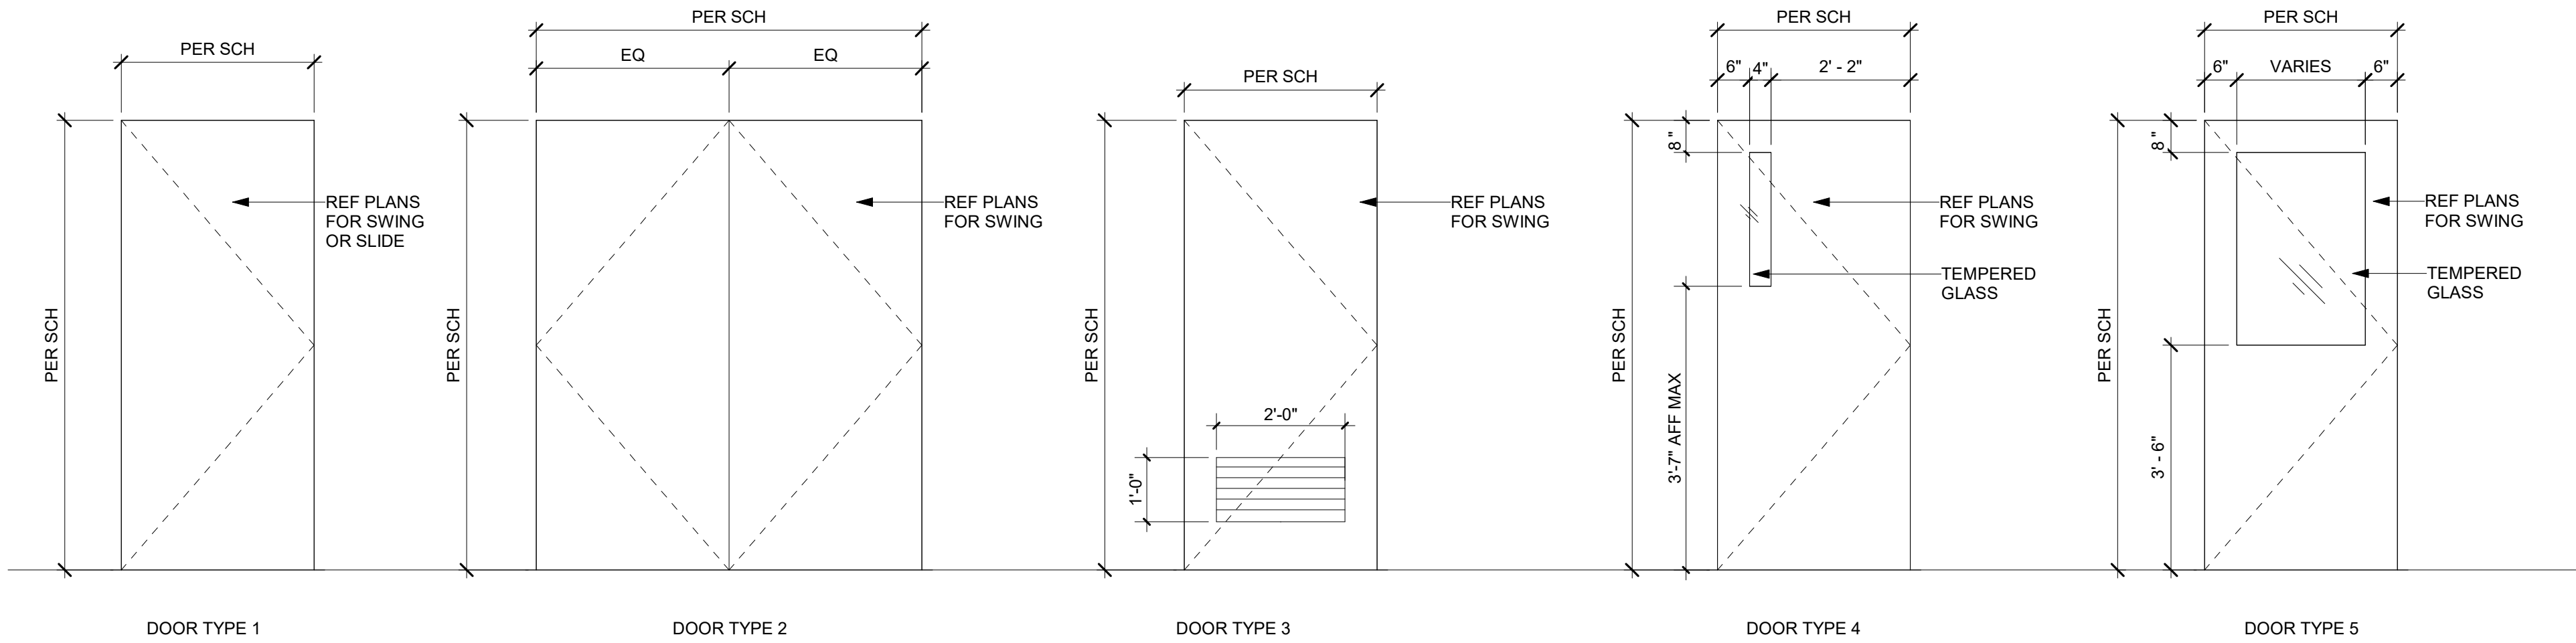 PER SCH
PER SCH
REF PLANS
FOR SWING
OR SLIDE
DOOR TYPE 1
PER SCH
EQ
EQ
PER SCH
REF PLANS
FOR SWING
DOOR TYPE 2
PER SCH
PER SCH
REF PLANS
FOR SWING
2'-0"
1'-0"
DOOR TYPE 3
PER SCH
6"
4"
2' - 2"
8 "
PER SCH
3'-7" AFF MAX
REF PLANS
FOR SWING
TEMPERED
GLASS
DOOR TYPE 4
PER SCH
6"
VARIES
6"
8 "
PER SCH
3' - 6"
REF PLANS
FOR SWING
TEMPERED
GLASS
DOOR TYPE 5